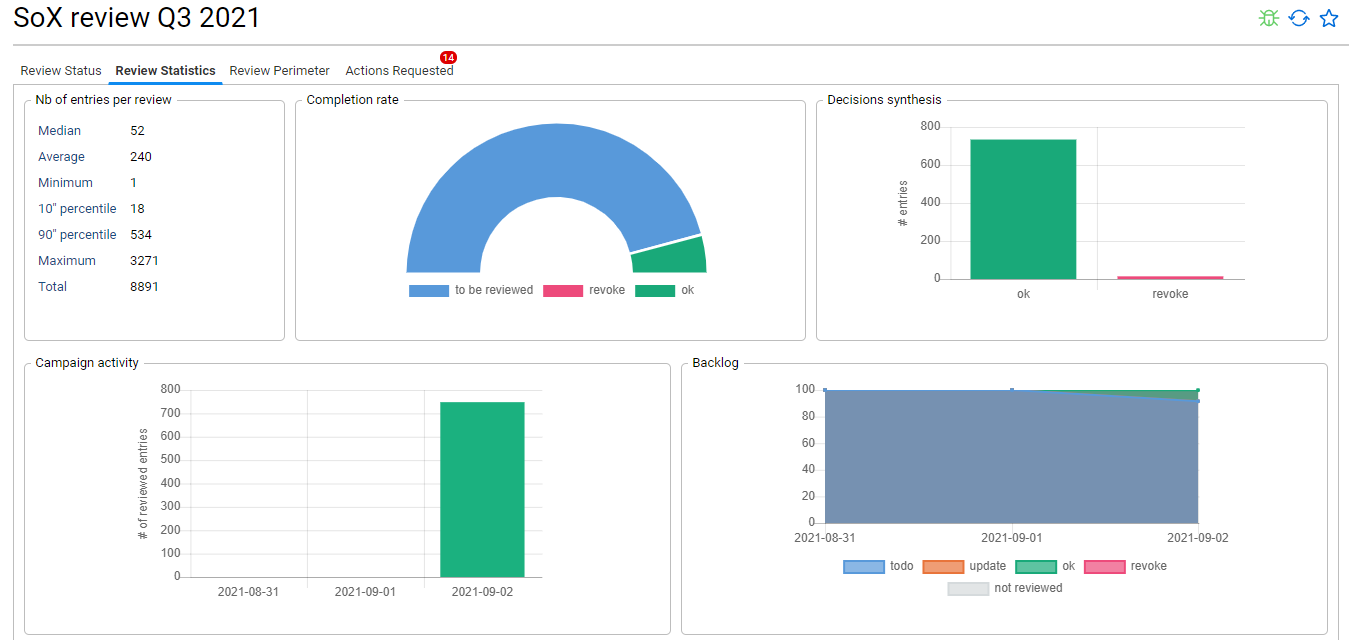 SoX review Q3 2021
Review Status Review Statistics Review Perimeter Actions Requested 14
Nb of entries per review
Median 52
Average 240
Minimum 1
10" percentile 18
90" percentile 534
Maximum 3271
Total 8891
Completion rate
to be reviewed revoke ok
Decisions synthesis
# entries
800
600
400
200
0
ok revoke
Campaign activity
# of reviewed entries
800
700
600
500
400
300
200
100
0
2021-08-31 2021-09-01 2021-09-02
Backlog
100
80
60
40
20
0
2021-08-31 2021-09-01 2021-09-02
todo update ok revoke
not reviewed